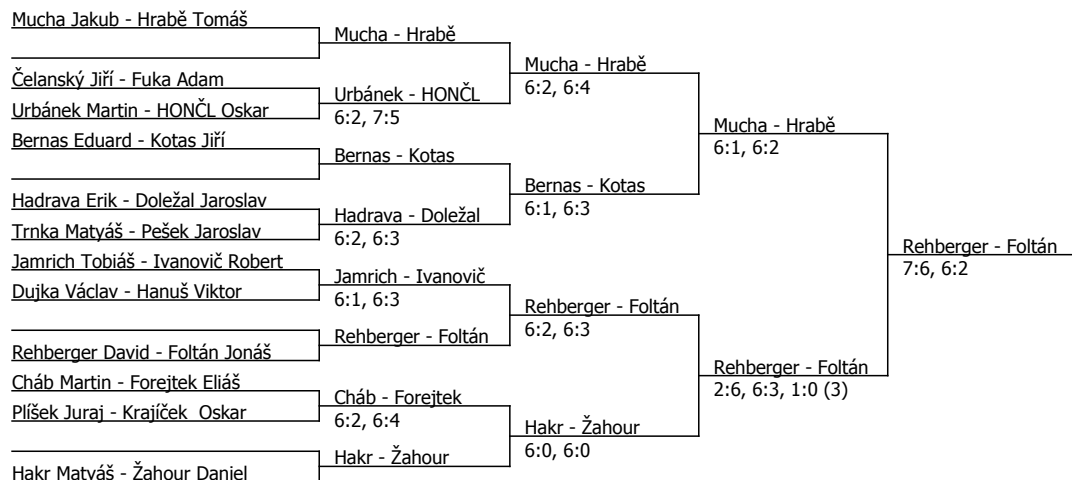 Mucha Jakub - Hrabě Tomáš
Čelanský Jiří - Fuka Adam
Urbánek Martin - HONČL Oskar
Bernas Eduard - Kotas Jiří
Hadrava Erik - Doležal Jaroslav
Trnka Matyáš - Pešek Jaroslav
Jamrich Tobiáš - Ivanovič Robert
Dujka Václav - Hanuš Viktor
Rehberger David - Foltán Jonáš
Cháb Martin - Forejtek Eliáš
Plíšek Juraj - Krajíček  Oskar
Hakr Matyáš - Žahour Daniel
Mucha - Hrabě
Urbánek - HONČL
6:2, 7:5
Bernas - Kotas
Hadrava - Doležal
6:2, 6:3
Jamrich - Ivanovič
6:1, 6:3
Rehberger - Foltán
Cháb - Forejtek
6:2, 6:4
Hakr - Žahour
Mucha - Hrabě
6:2, 6:4
Bernas - Kotas
6:1, 6:3
Rehberger - Foltán
6:2, 6:3
Hakr - Žahour
6:0, 6:0
Mucha - Hrabě
6:1, 6:2
Rehberger - Foltán
2:6, 6:3, 1:0 (3)
Rehberger - Foltán
7:6, 6:2